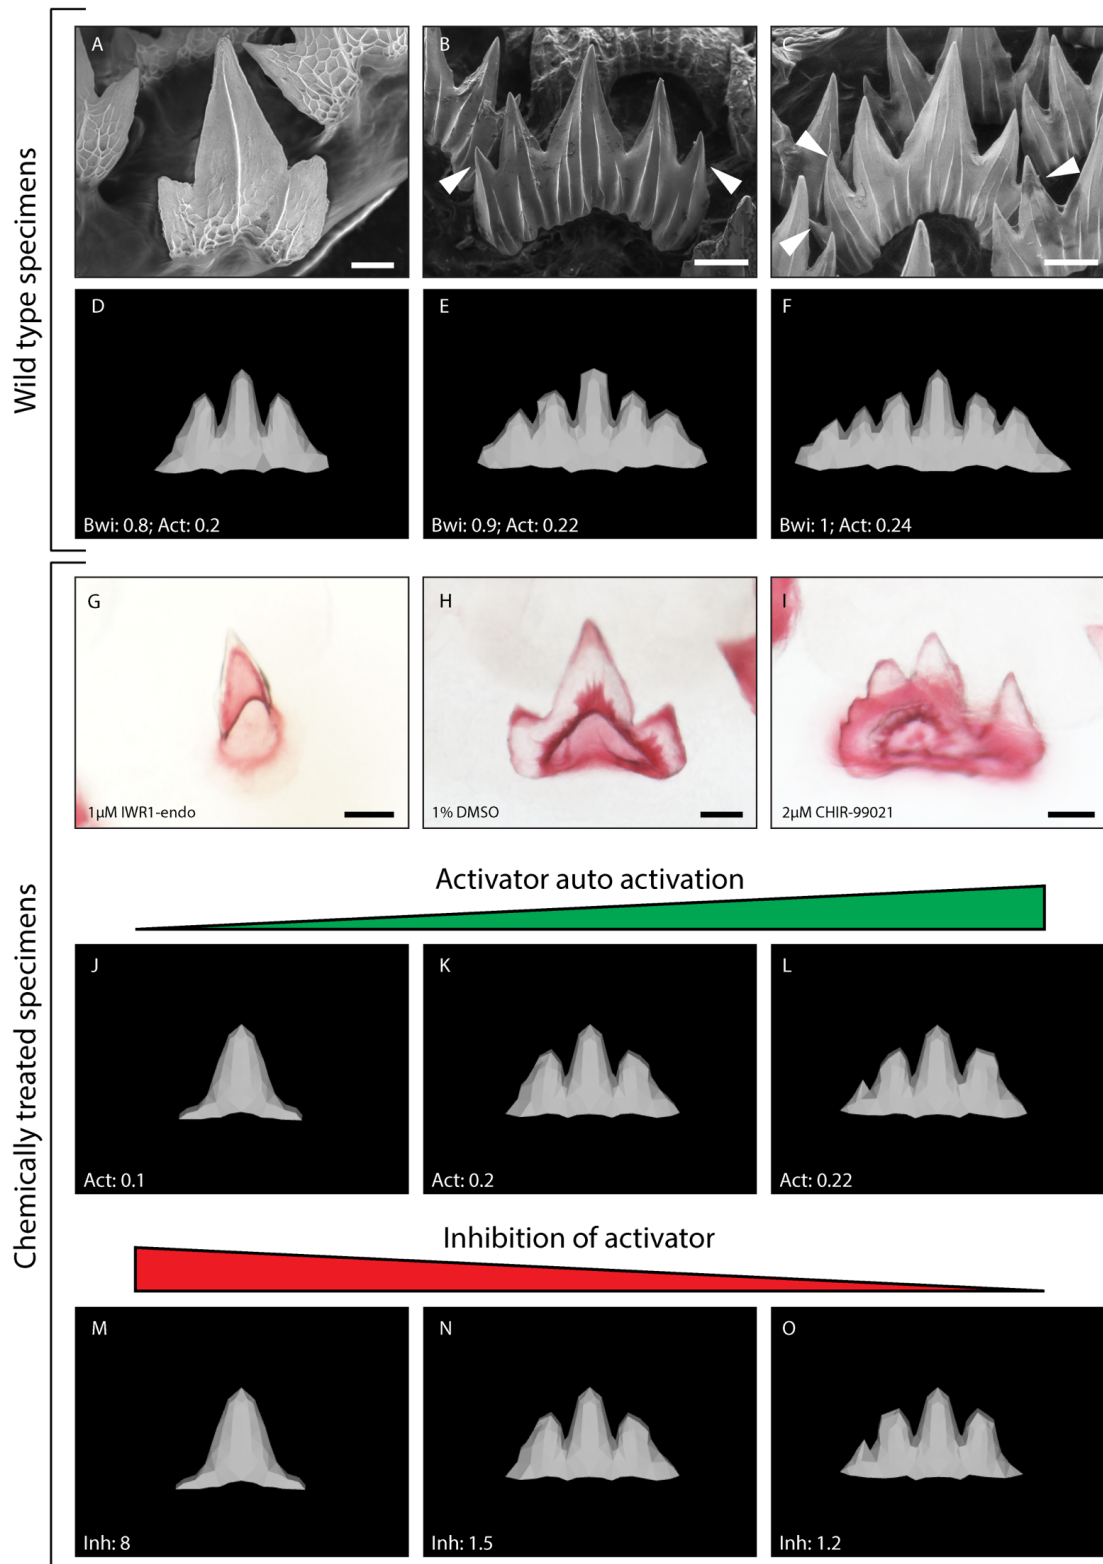 Wild type specimens
A
B
C
D
E
F
Bwi: 0.8; Act: 0.2
Bwi: 0.9; Act: 0.22
Bwi: 1; Act: 0.24
Chemically treated specimens
G
H
I
1µM IWR1-endo
1% DMSO
2µM CHIR-99021
Activator auto activation
J
K
L
Act: 0.1
Act: 0.2
Act: 0.22
Inhibition of activator
M
N
O
Inh: 8
Inh: 1.5
Inh: 1.2